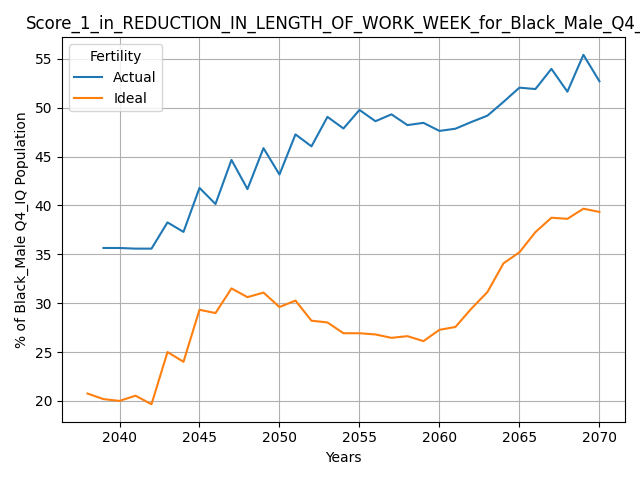 Score_1_in_REDUCTION_IN_LENGTH_OF_WORK_WEEK_for_Black_Male_Q4_
Fertility
Actual
Ideal
% of Black_Male Q4_IQ Population
55
50
45
40
35
30
25
20
2040 2045 2050 2055 2060 2065 2070
Years